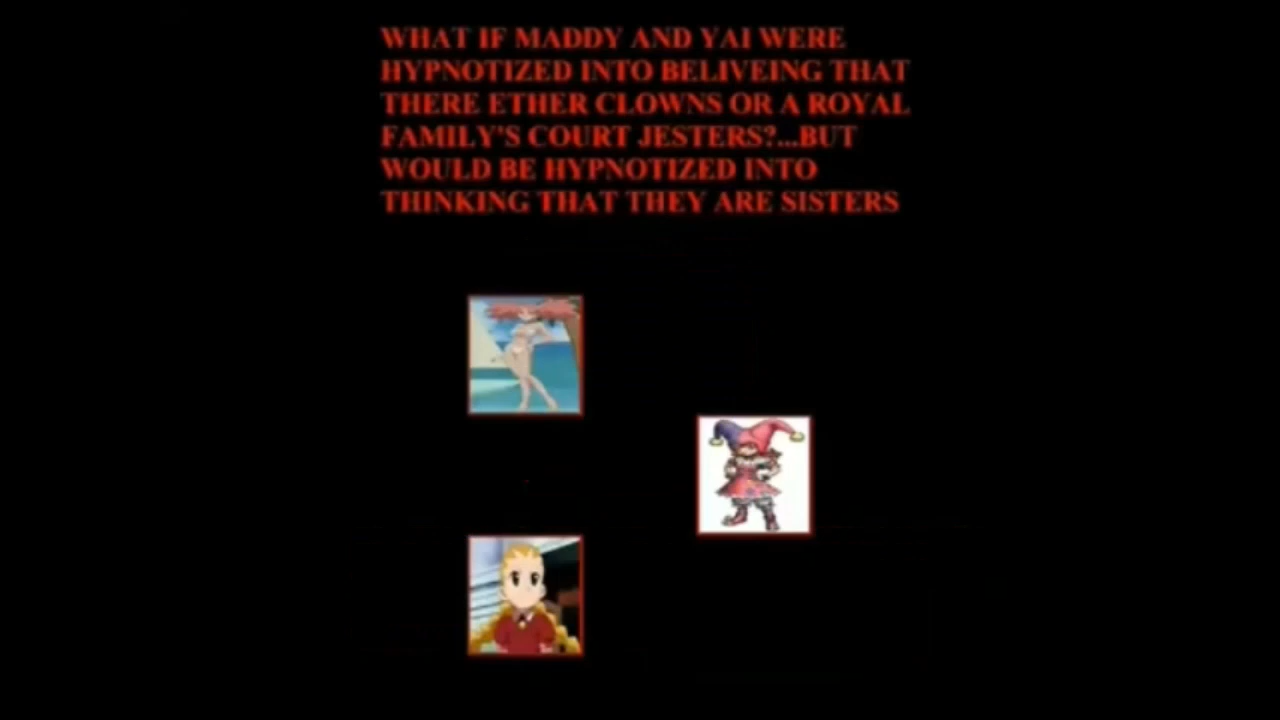 WHAT IF MADDY AND YAI WERE
HYPNOTIZED INTO BELIVEING THAT
THERE ETHER CLOWNS OR A ROYAL
FAMILY'S COURT JESTERS?...BUT
WOULD BE HYPNOTIZED INTO
THINKING THAT THEY ARE SISTERS